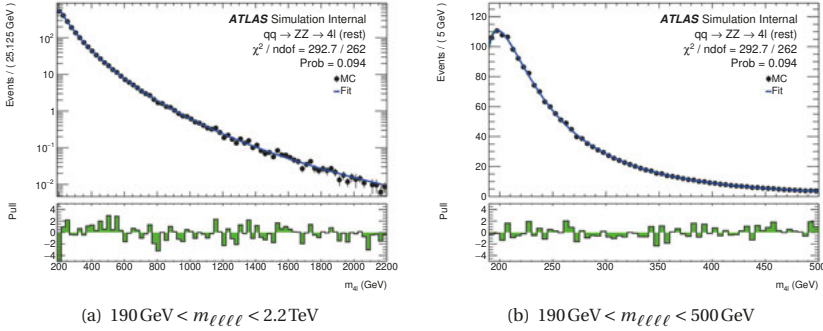 Events / ( 25.125 GeV )
10²
10
1
10⁻¹
10⁻²
ATLAS Simulation Internal
qq → ZZ → 4l (rest)
χ² / ndof = 292.7 / 262
Prob = 0.094
MC
Fit
Pull
4
2
0
−2
−4
200 400 600 800 1000 1200 1400 1600 1800 2000 2200
m4l (GeV)
(a) 190 GeV < mℓℓℓℓ < 2.2 TeV
Events / ( 5 GeV )
120
100
80
60
40
20
0
ATLAS Simulation Internal
qq → ZZ → 4l (rest)
χ² / ndof = 292.7 / 262
Prob = 0.094
MC
Fit
Pull
4
2
0
−2
−4
200 250 300 350 400 450 500
m4l (GeV)
(b) 190 GeV < mℓℓℓℓ < 500 GeV